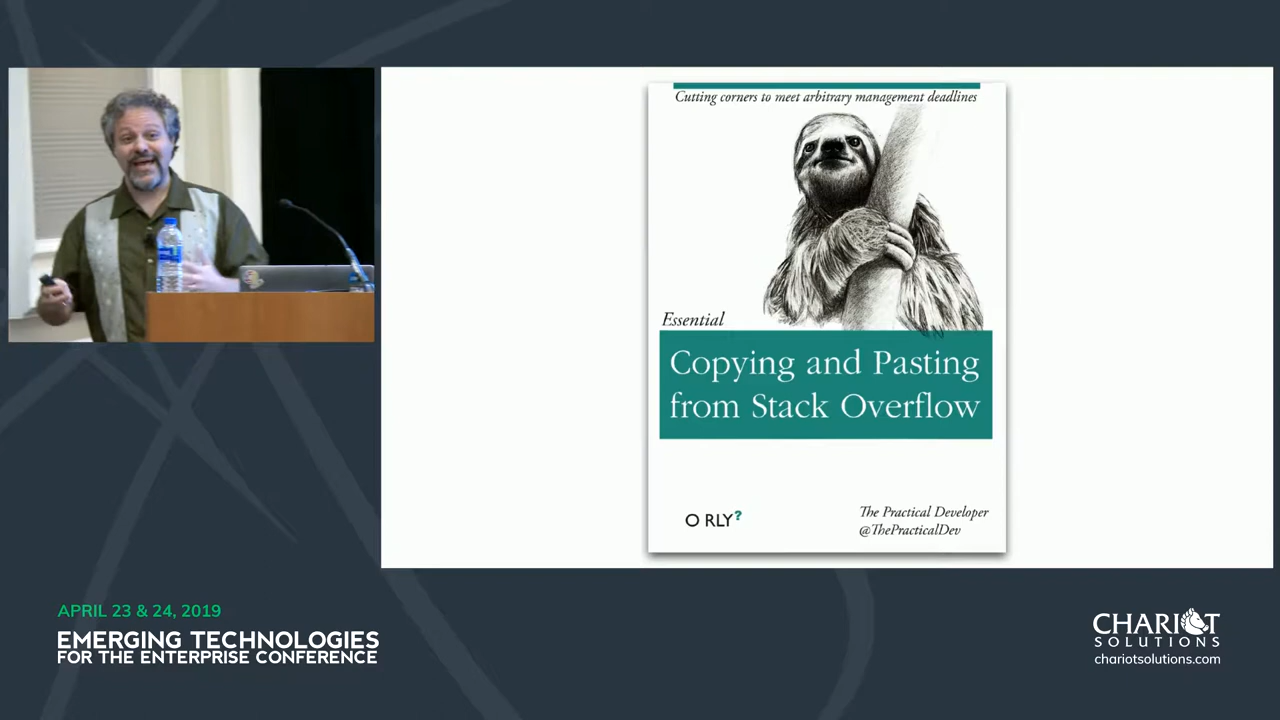 Cutting corners to meet arbitrary management deadlines
Essential
Copying and Pasting
from Stack Overflow
O RLY?
The Practical Developer
@ThePracticalDev
APRIL 23 & 24, 2019
EMERGING TECHNOLOGIES
FOR THE ENTERPRISE CONFERENCE
CHARIOT
SOLUTIONS
chariotsolutions.com